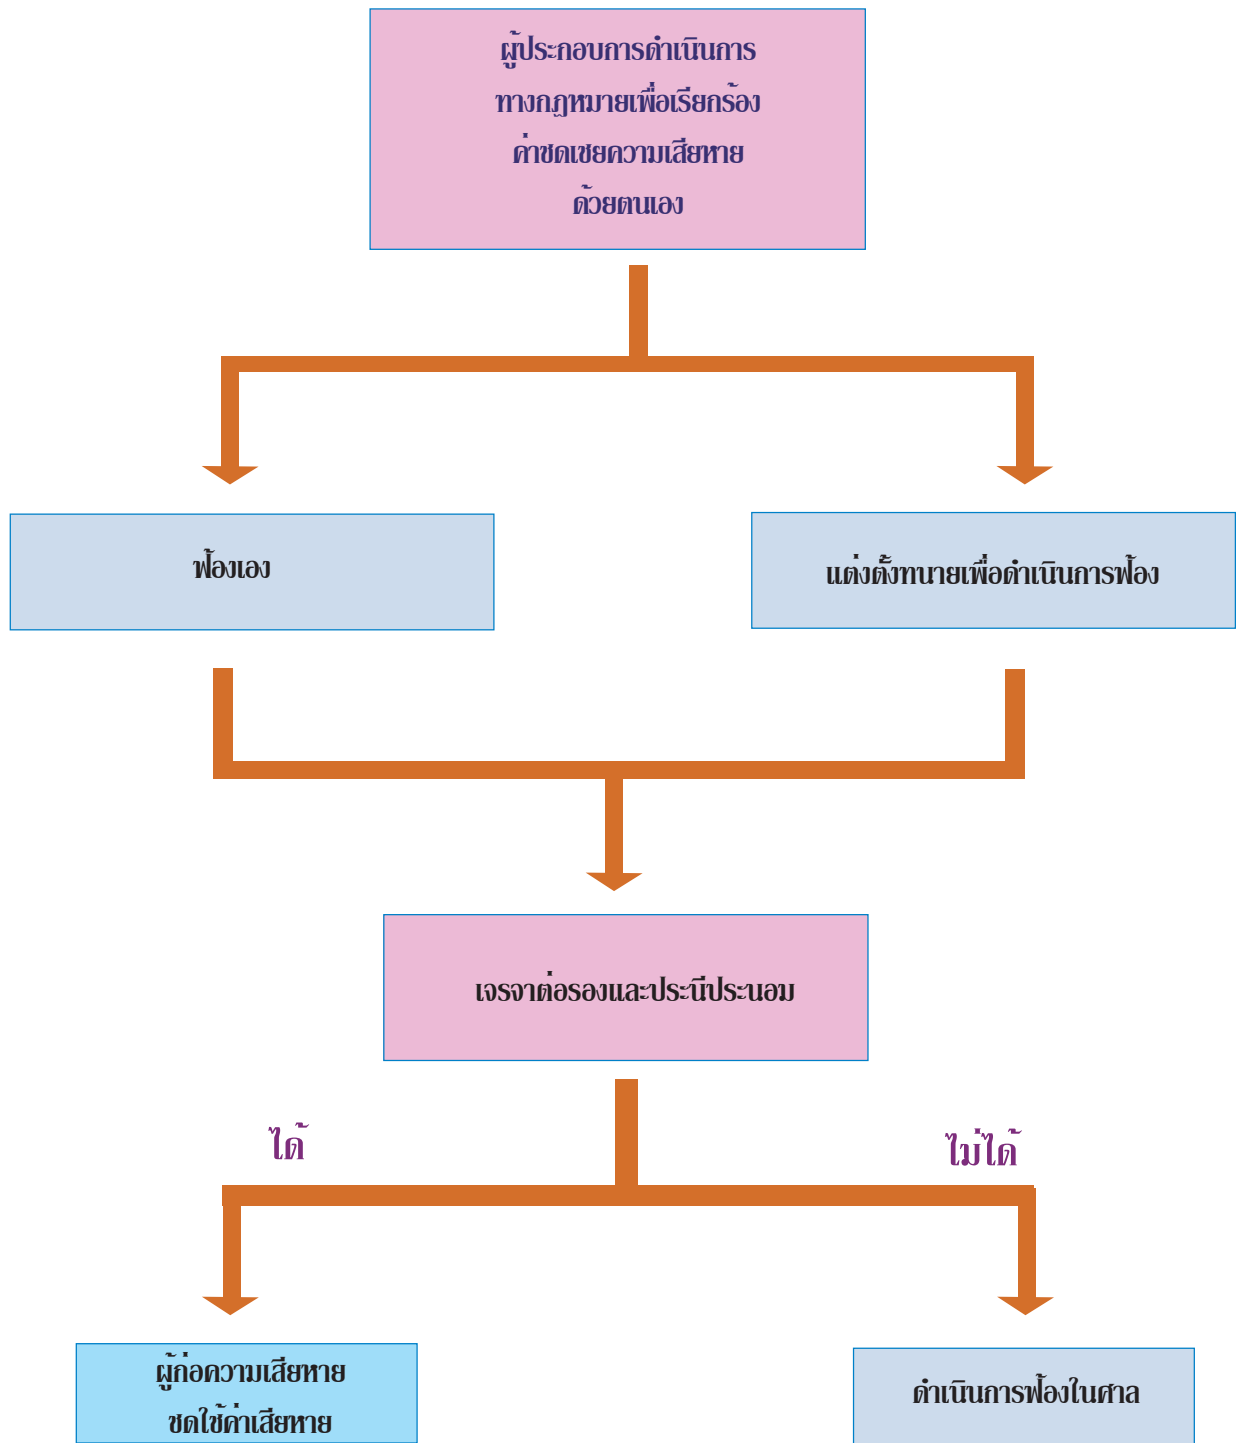 ผู้ประกอบการดำเนินการ
ทางกฎหมายเพื่อเรียกร้อง
ค่าชดเชยความเสียหาย
ด้วยตนเอง
ฟ้องเอง
แต่งตั้งทนายเพื่อดำเนินการฟ้อง
เจรจาต่อรองและประนีประนอม
ได้
ไม่ได้
ผู้ก่อความเสียหาย
ชดใช้ค่าเสียหาย
ดำเนินการฟ้องในศาล